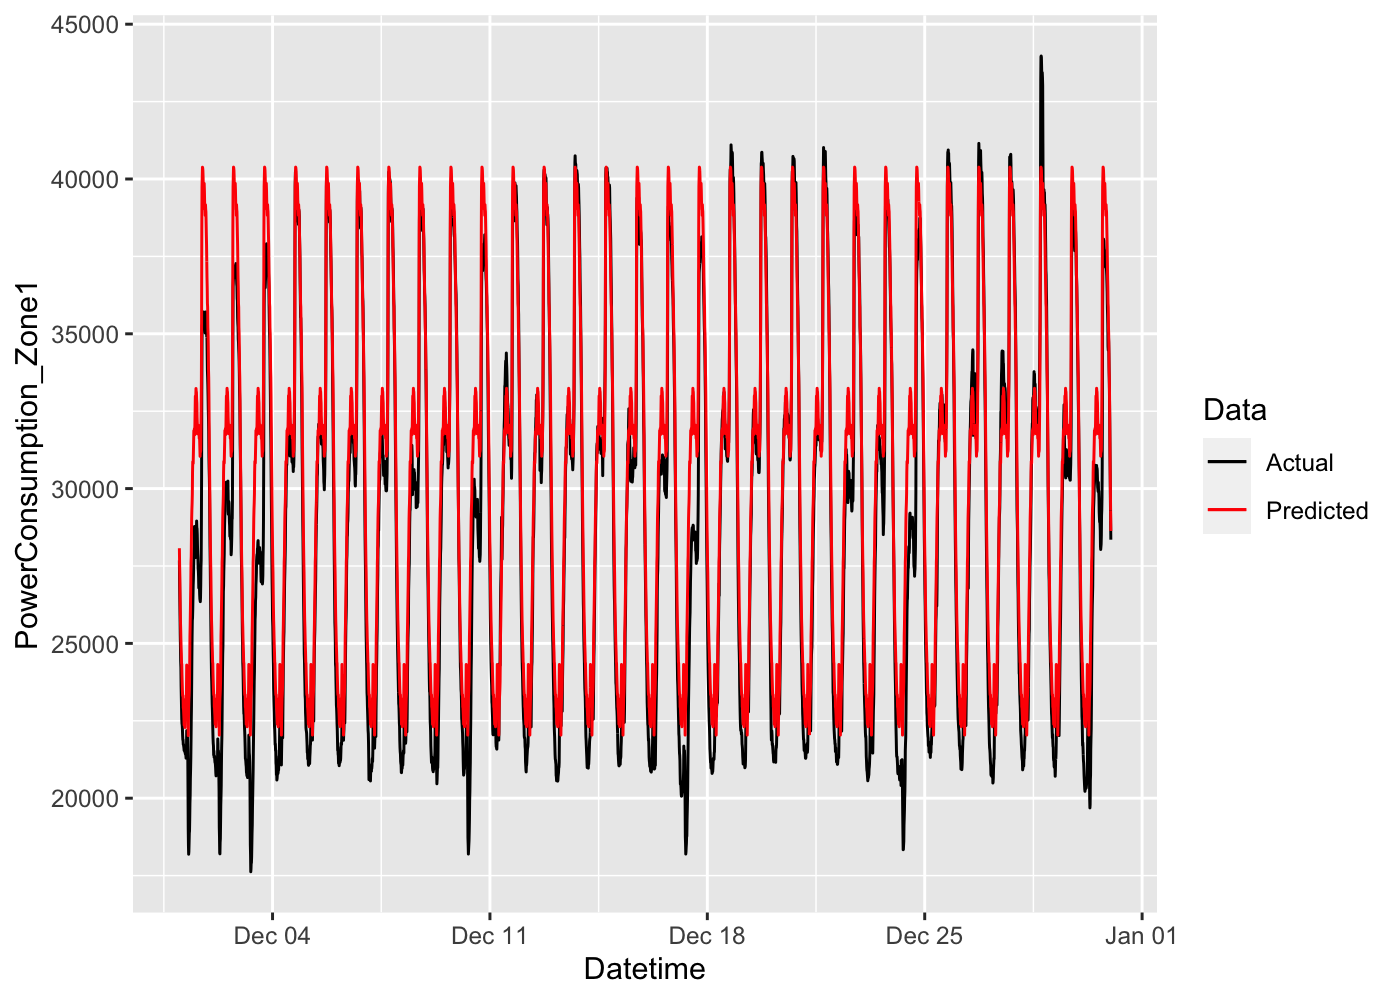 PowerConsumption_Zone1
45000
40000
35000
30000
25000
20000
Dec 04
Dec 11
Dec 18
Dec 25
Jan 01
Datetime
Data
Actual
Predicted